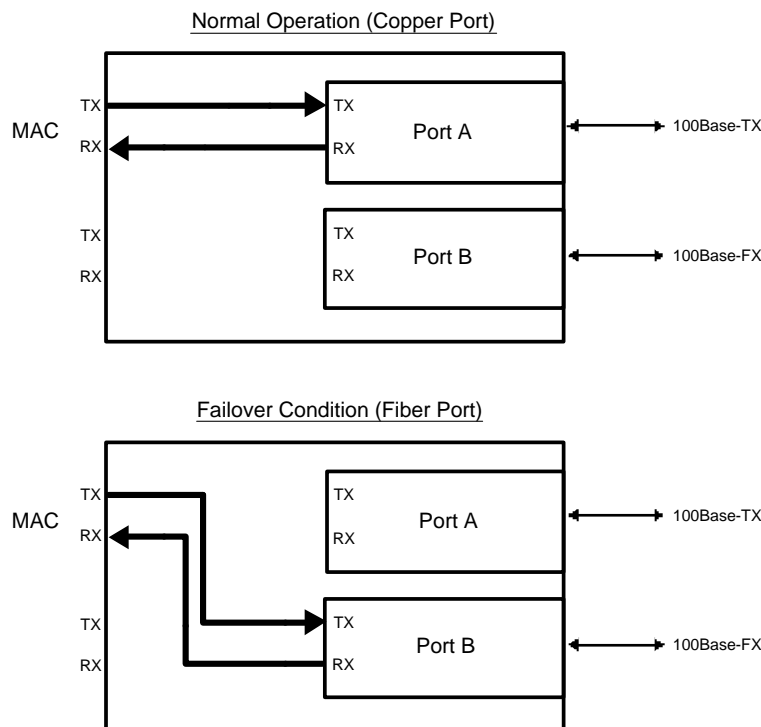 Normal Operation (Copper Port)
TX
TX
MAC
Port A
100Base-TX
RX
RX
TX
TX
Port B
100Base-FX
RX
RX
Failover Condition (Fiber Port)
TX
TX
MAC
Port A
100Base-TX
RX
RX
TX
TX
Port B
100Base-FX
RX
RX